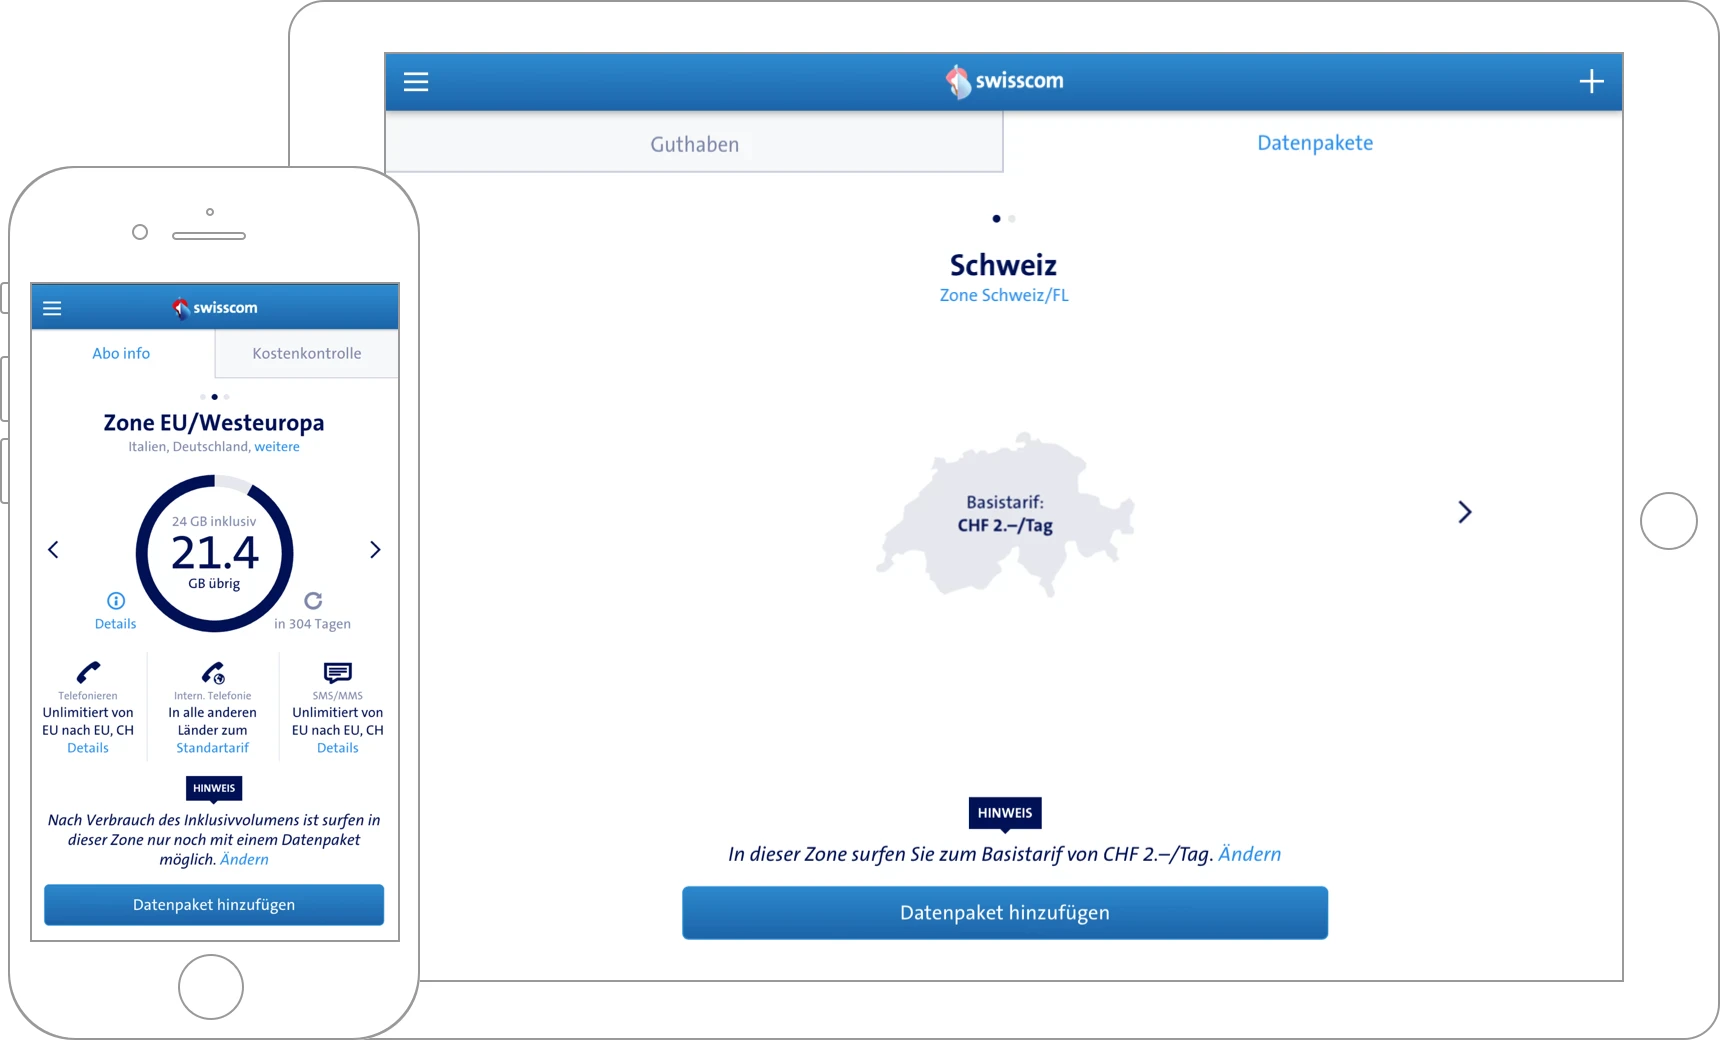 swisscom
Guthaben
Datenpakete
Schweiz
Zone Schweiz/FL
Basistarif:
CHF 2.–/Tag
HINWEIS
In dieser Zone surfen Sie zum Basistarif von CHF 2.–/Tag. Ändern
Datenpaket hinzufügen
swisscom
Abo info
Kostenkontrolle
Zone EU/Westeuropa
Italien, Deutschland, weitere
24 GB inklusiv
21.4
GB übrig
Details
in 304 Tagen
Telefonieren
Unlimitiert von
EU nach EU, CH
Details
Intern. Telefonie
In alle anderen
Länder zum
Standartarif
SMS/MMS
Unlimitiert von
EU nach EU, CH
Details
HINWEIS
Nach Verbrauch des Inklusivvolumens ist surfen in
dieser Zone nur noch mit einem Datenpaket
möglich. Ändern
Datenpaket hinzufügen